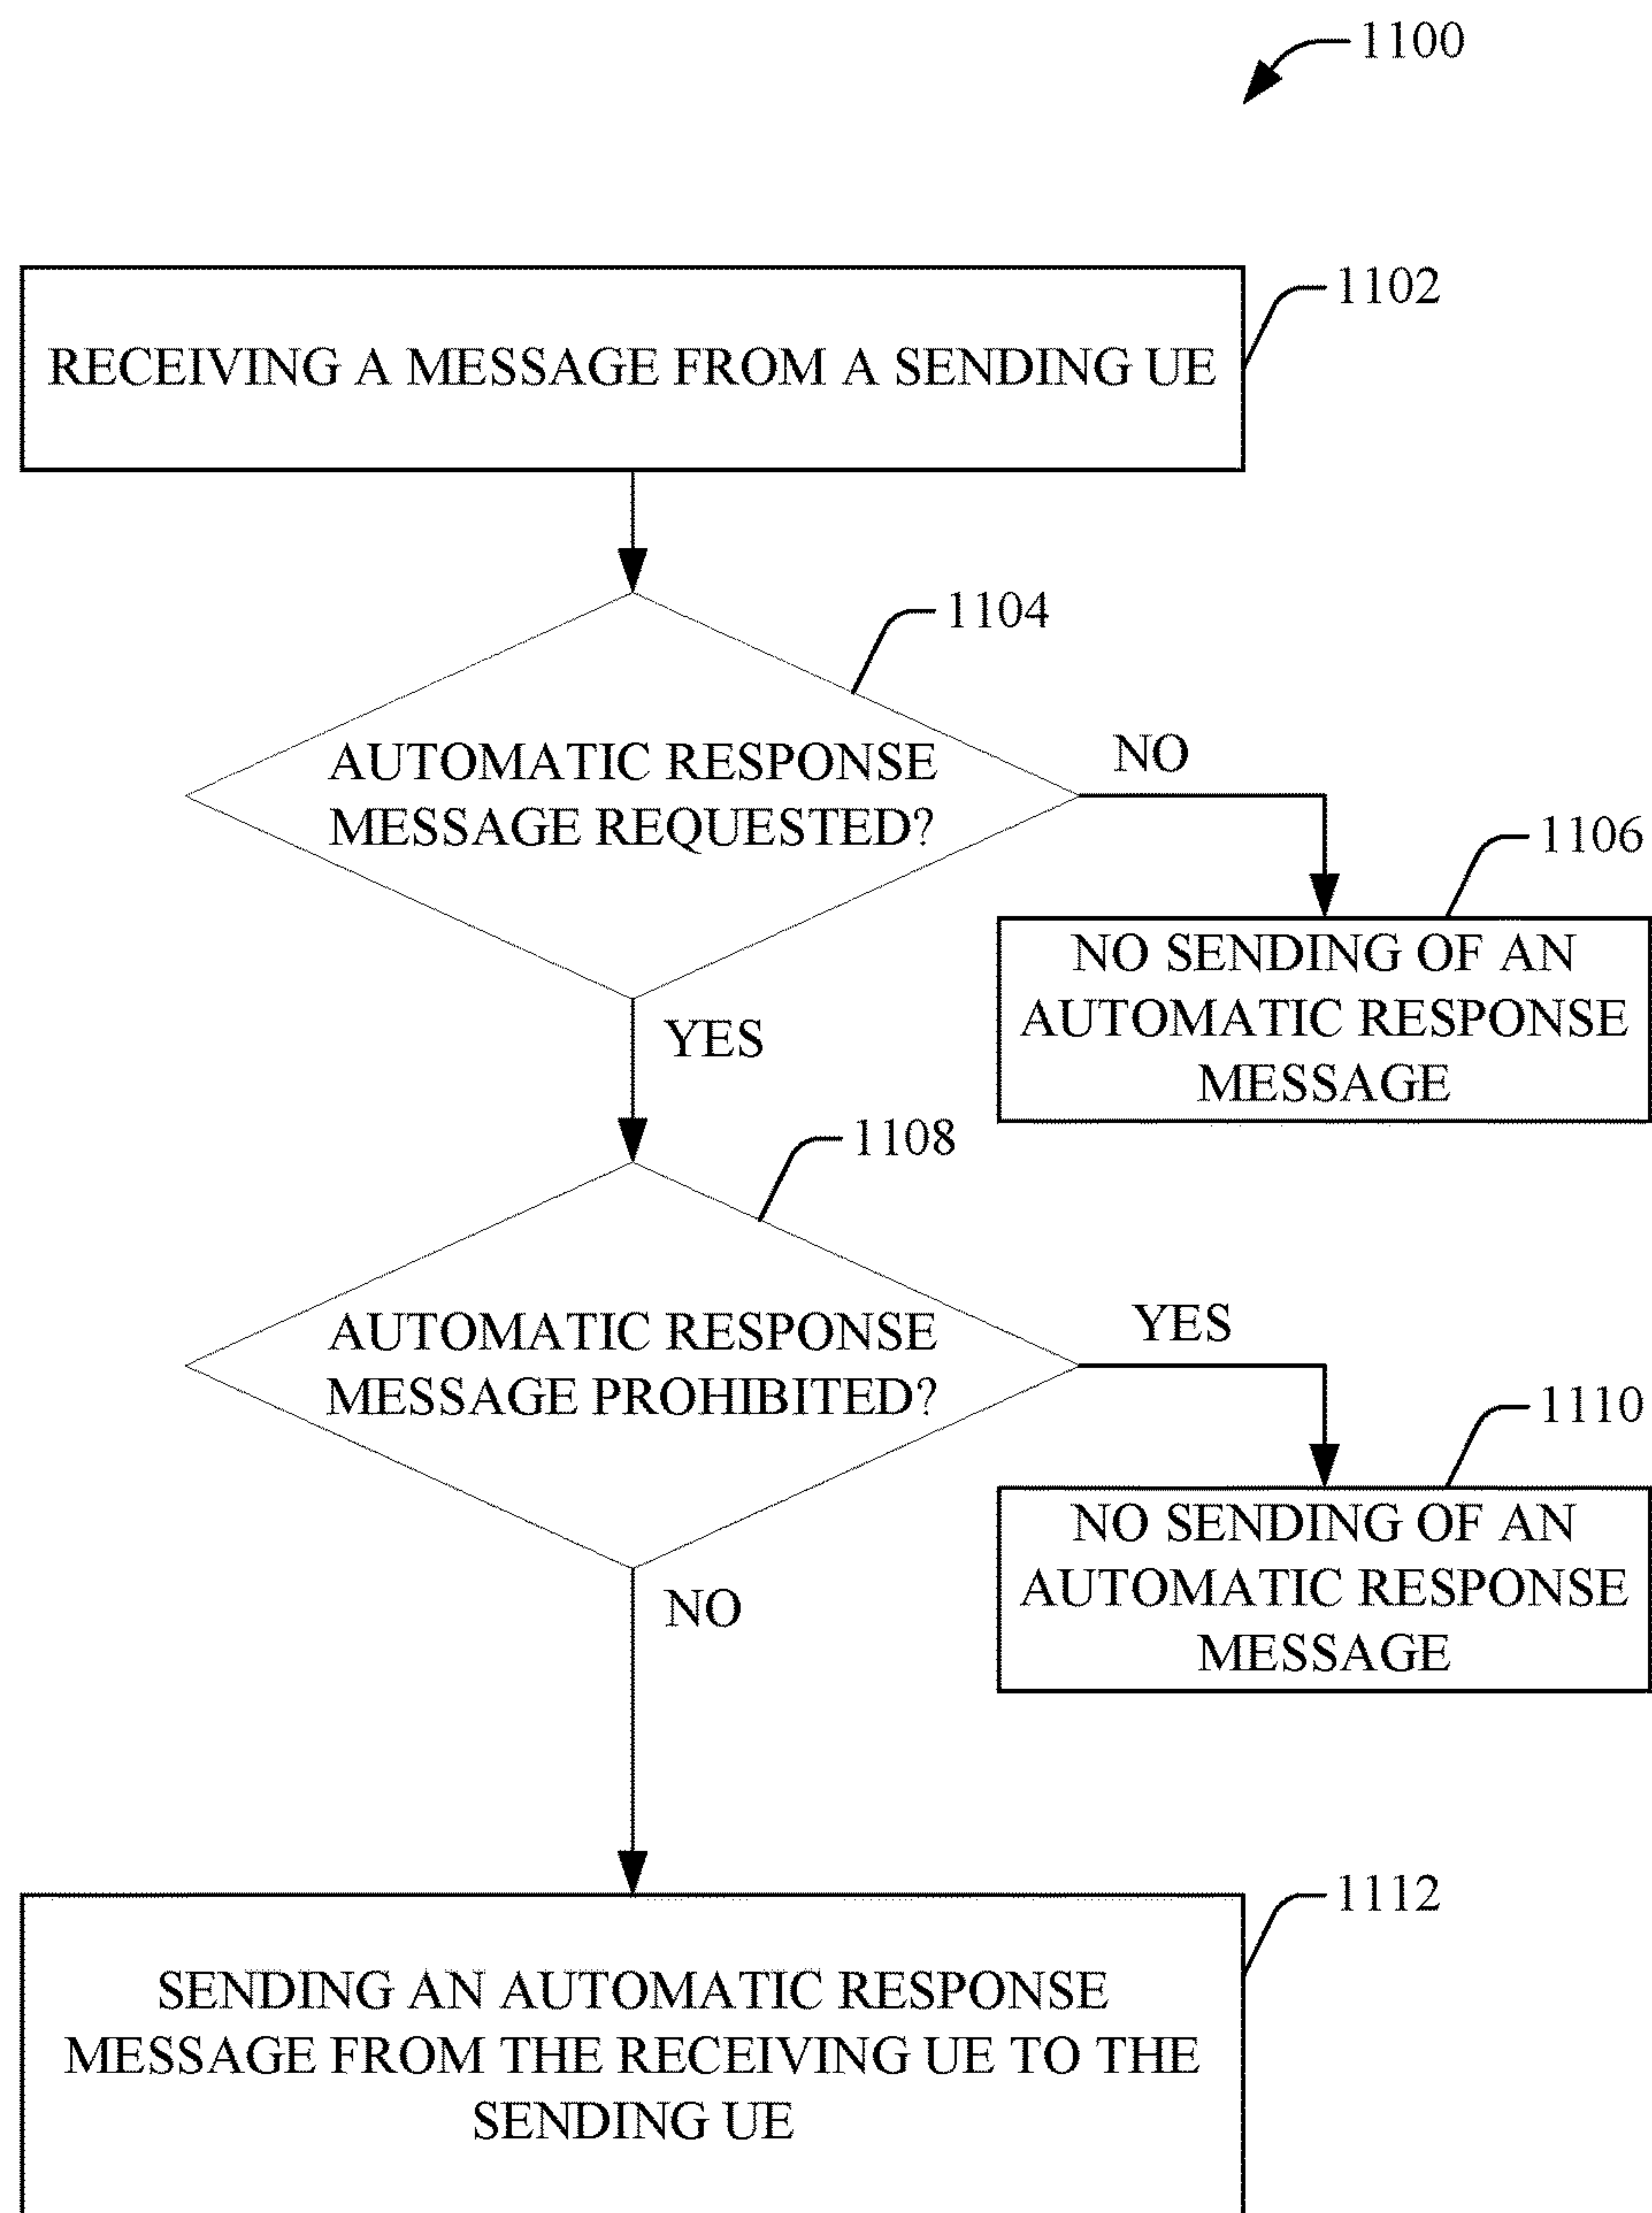 1100
1102
RECEIVING A MESSAGE FROM A SENDING UE
1104
AUTOMATIC RESPONSE
MESSAGE REQUESTED?
NO
1106
NO SENDING OF AN
AUTOMATIC RESPONSE
MESSAGE
YES
1108
AUTOMATIC RESPONSE
MESSAGE PROHIBITED?
YES
1110
NO SENDING OF AN
AUTOMATIC RESPONSE
MESSAGE
NO
1112
SENDING AN AUTOMATIC RESPONSE
MESSAGE FROM THE RECEIVING UE TO THE
SENDING UE